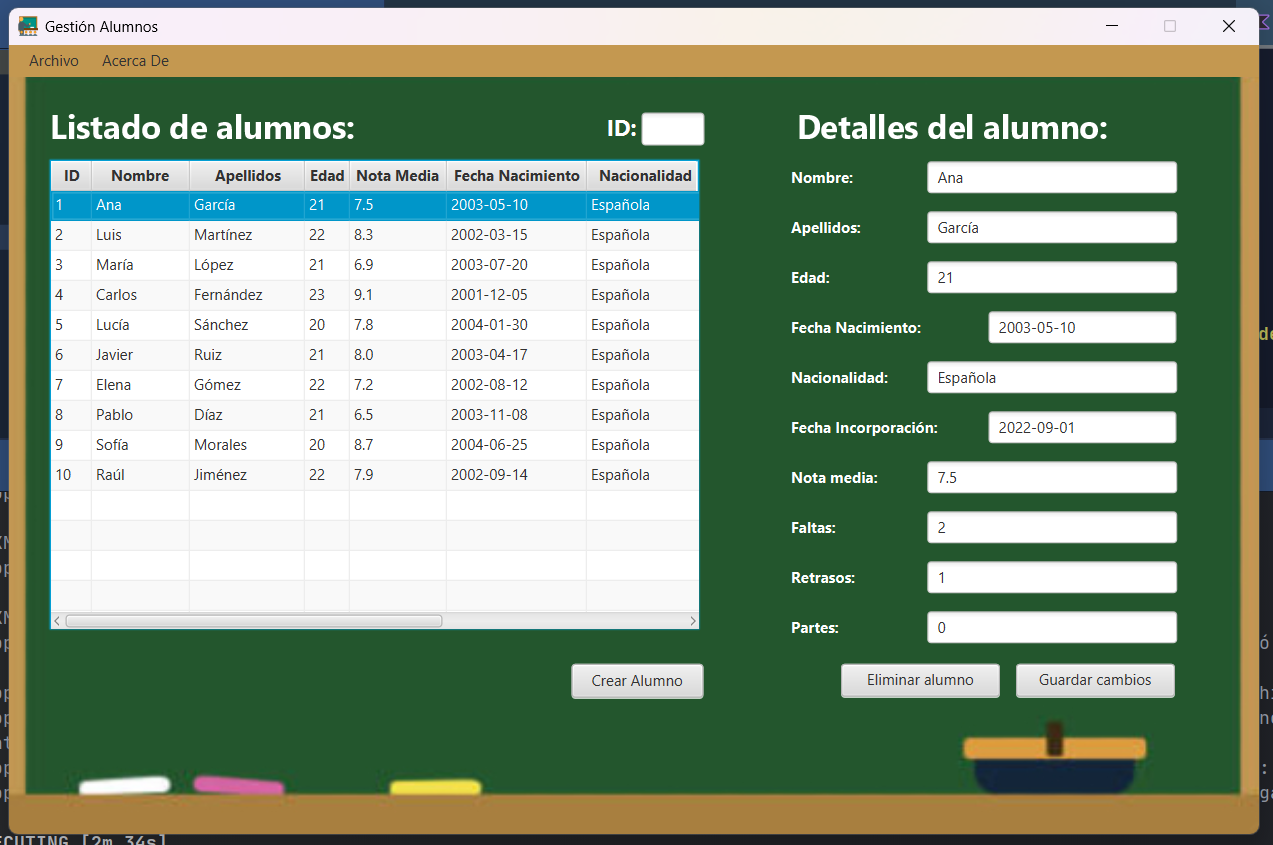 Gestión Alumnos
Archivo Acerca De
Listado de alumnos: ID:
ID Nombre Apellidos Edad Nota Media Fecha Nacimiento Nacionalidad
1 Ana García 21 7.5 2003-05-10 Española
2 Luis Martínez 22 8.3 2002-03-15 Española
3 María López 21 6.9 2003-07-20 Española
4 Carlos Fernández 23 9.1 2001-12-05 Española
5 Lucía Sánchez 20 7.8 2004-01-30 Española
6 Javier Ruiz 21 8.0 2003-04-17 Española
7 Elena Gómez 22 7.2 2002-08-12 Española
8 Pablo Díaz 21 6.5 2003-11-08 Española
9 Sofía Morales 20 8.7 2004-06-25 Española
10 Raúl Jiménez 22 7.9 2002-09-14 Española
Crear Alumno
Detalles del alumno:
Nombre: Ana
Apellidos: García
Edad: 21
Fecha Nacimiento: 2003-05-10
Nacionalidad: Española
Fecha Incorporación: 2022-09-01
Nota media: 7.5
Faltas: 2
Retrasos: 1
Partes: 0
Eliminar alumno Guardar cambios
[2m 34s]